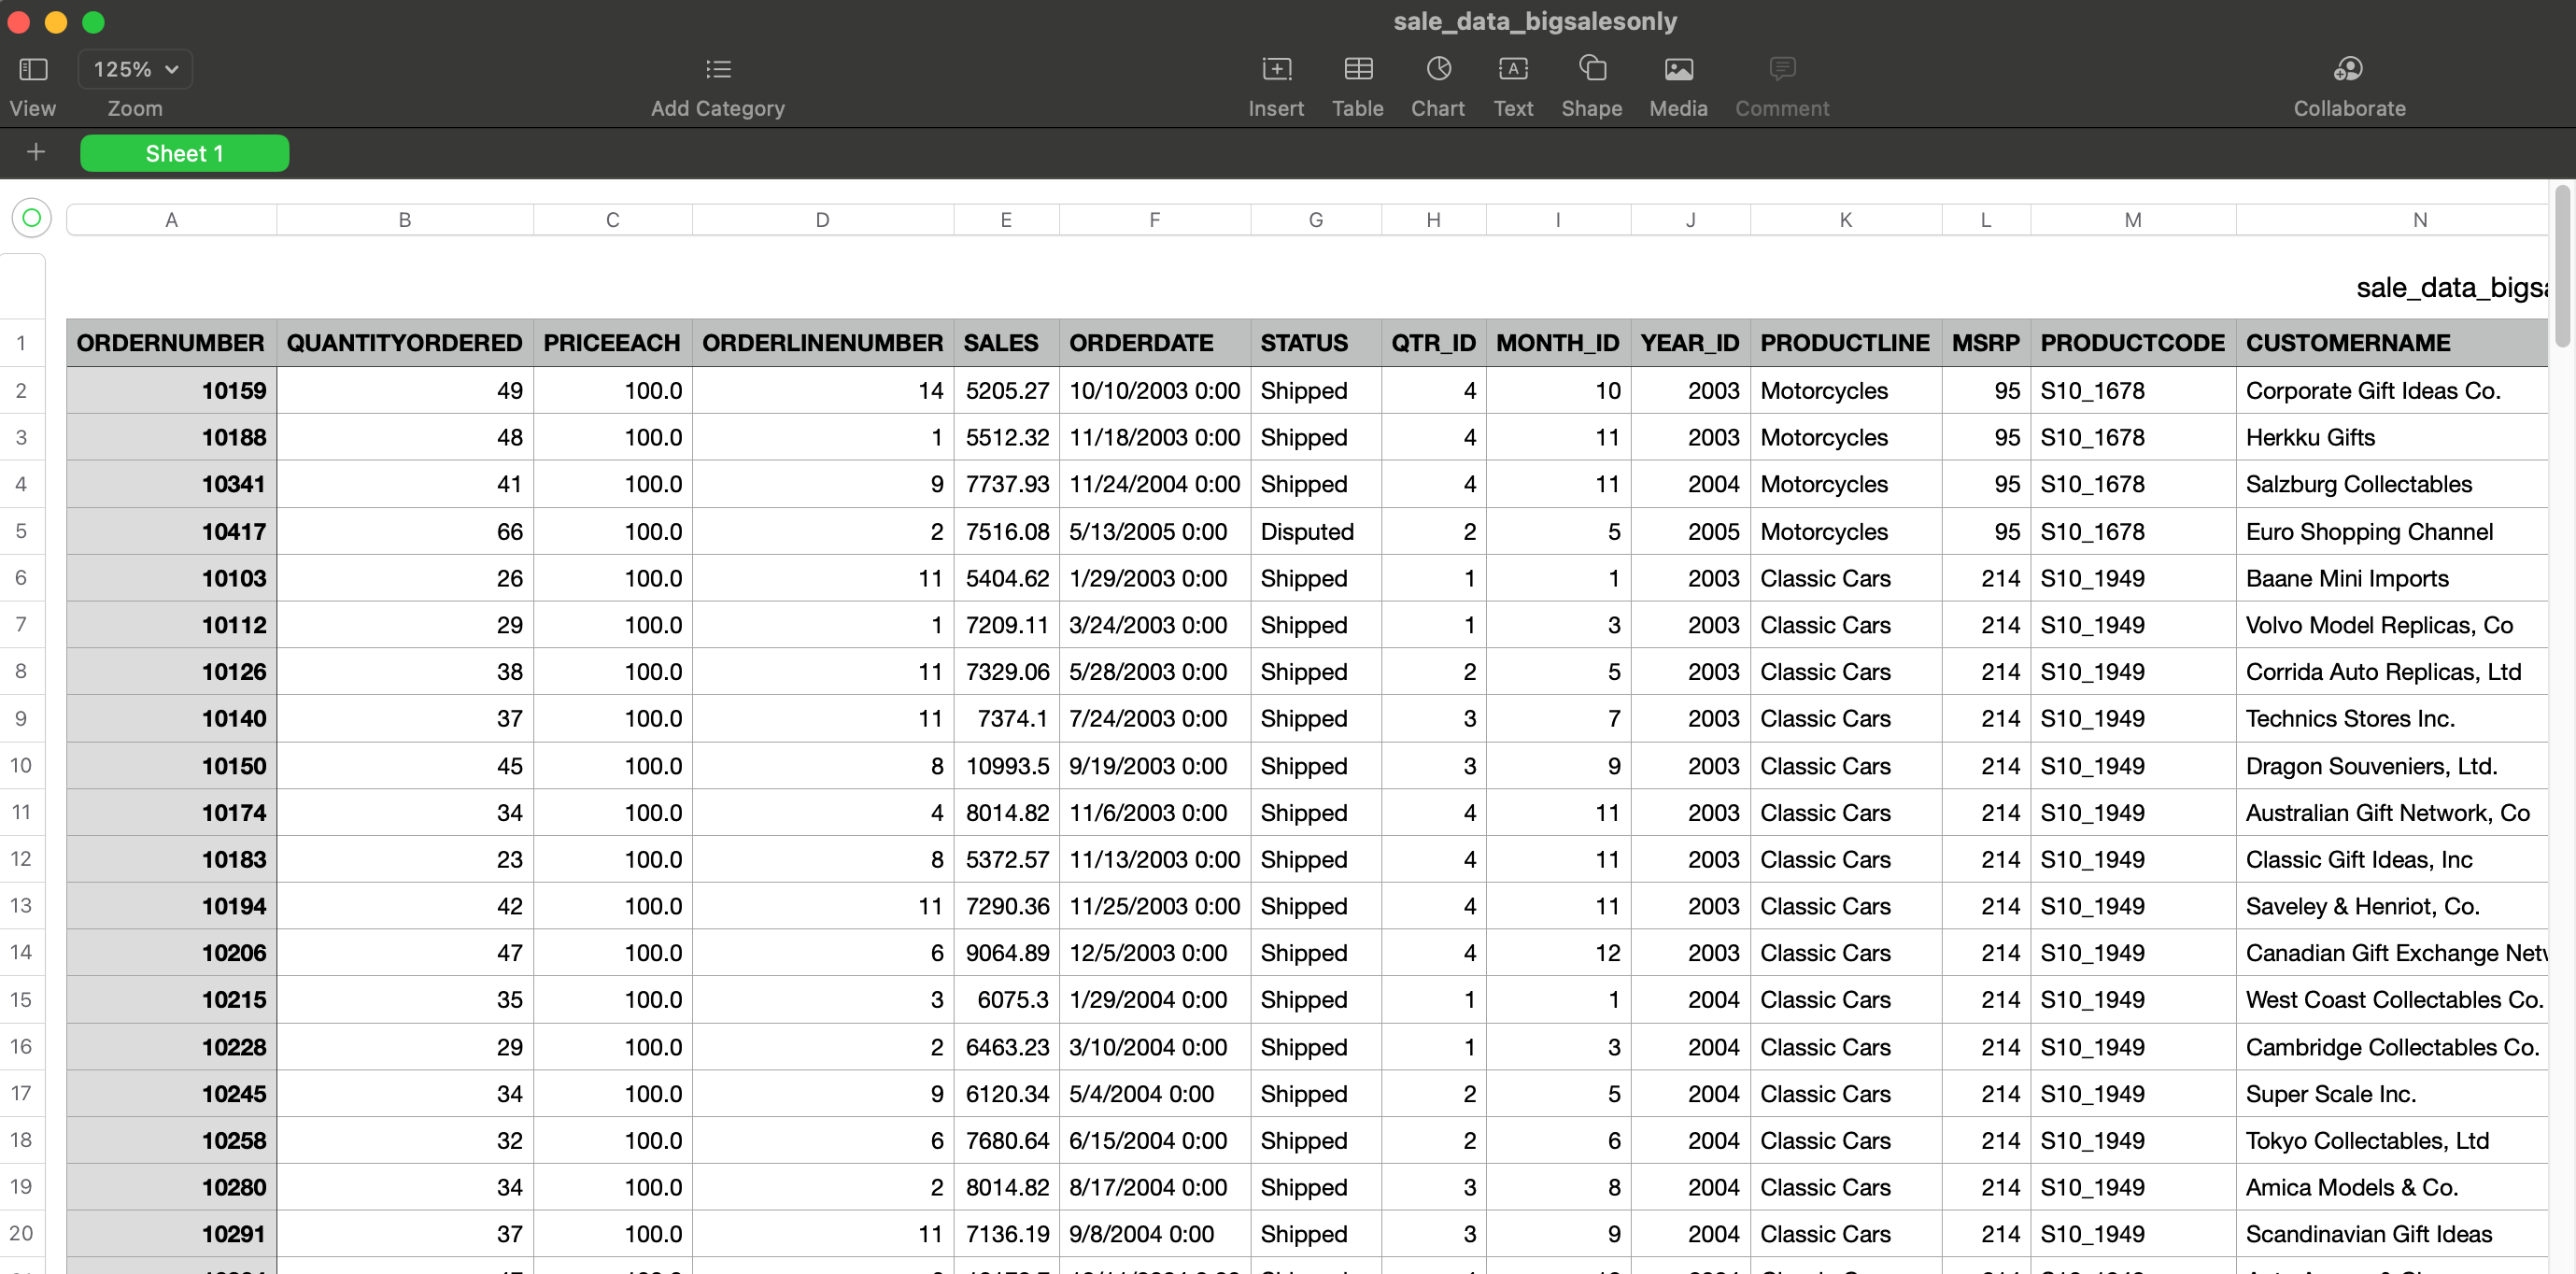 sale_data_bigsalesonly
125%
View Zoom Add Category Insert Table Chart Text Shape Media Comment Collaborate
Sheet 1
A B C D E F G H I J K L M N
sale_data_bigsa
1 ORDERNUMBER QUANTITYORDERED PRICEEACH ORDERLINENUMBER SALES ORDERDATE STATUS QTR_ID MONTH_ID YEAR_ID PRODUCTLINE MSRP PRODUCTCODE CUSTOMERNAME
2 10159 49 100.0 14 5205.27 10/10/2003 0:00 Shipped 4 10 2003 Motorcycles 95 S10_1678 Corporate Gift Ideas Co.
3 10188 48 100.0 1 5512.32 11/18/2003 0:00 Shipped 4 11 2003 Motorcycles 95 S10_1678 Herkku Gifts
4 10341 41 100.0 9 7737.93 11/24/2004 0:00 Shipped 4 11 2004 Motorcycles 95 S10_1678 Salzburg Collectables
5 10417 66 100.0 2 7516.08 5/13/2005 0:00 Disputed 2 5 2005 Motorcycles 95 S10_1678 Euro Shopping Channel
6 10103 26 100.0 11 5404.62 1/29/2003 0:00 Shipped 1 1 2003 Classic Cars 214 S10_1949 Baane Mini Imports
7 10112 29 100.0 1 7209.11 3/24/2003 0:00 Shipped 1 3 2003 Classic Cars 214 S10_1949 Volvo Model Replicas, Co
8 10126 38 100.0 11 7329.06 5/28/2003 0:00 Shipped 2 5 2003 Classic Cars 214 S10_1949 Corrida Auto Replicas, Ltd
9 10140 37 100.0 11 7374.1 7/24/2003 0:00 Shipped 3 7 2003 Classic Cars 214 S10_1949 Technics Stores Inc.
10 10150 45 100.0 8 10993.5 9/19/2003 0:00 Shipped 3 9 2003 Classic Cars 214 S10_1949 Dragon Souveniers, Ltd.
11 10174 34 100.0 4 8014.82 11/6/2003 0:00 Shipped 4 11 2003 Classic Cars 214 S10_1949 Australian Gift Network, Co
12 10183 23 100.0 8 5372.57 11/13/2003 0:00 Shipped 4 11 2003 Classic Cars 214 S10_1949 Classic Gift Ideas, Inc
13 10194 42 100.0 11 7290.36 11/25/2003 0:00 Shipped 4 11 2003 Classic Cars 214 S10_1949 Saveley & Henriot, Co.
14 10206 47 100.0 6 9064.89 12/5/2003 0:00 Shipped 4 12 2003 Classic Cars 214 S10_1949 Canadian Gift Exchange Netw
15 10215 35 100.0 3 6075.3 1/29/2004 0:00 Shipped 1 1 2004 Classic Cars 214 S10_1949 West Coast Collectables Co.
16 10228 29 100.0 2 6463.23 3/10/2004 0:00 Shipped 1 3 2004 Classic Cars 214 S10_1949 Cambridge Collectables Co.
17 10245 34 100.0 9 6120.34 5/4/2004 0:00 Shipped 2 5 2004 Classic Cars 214 S10_1949 Super Scale Inc.
18 10258 32 100.0 6 7680.64 6/15/2004 0:00 Shipped 2 6 2004 Classic Cars 214 S10_1949 Tokyo Collectables, Ltd
19 10280 34 100.0 2 8014.82 8/17/2004 0:00 Shipped 3 8 2004 Classic Cars 214 S10_1949 Amica Models & Co.
20 10291 37 100.0 11 7136.19 9/8/2004 0:00 Shipped 3 9 2004 Classic Cars 214 S10_1949 Scandinavian Gift Ideas